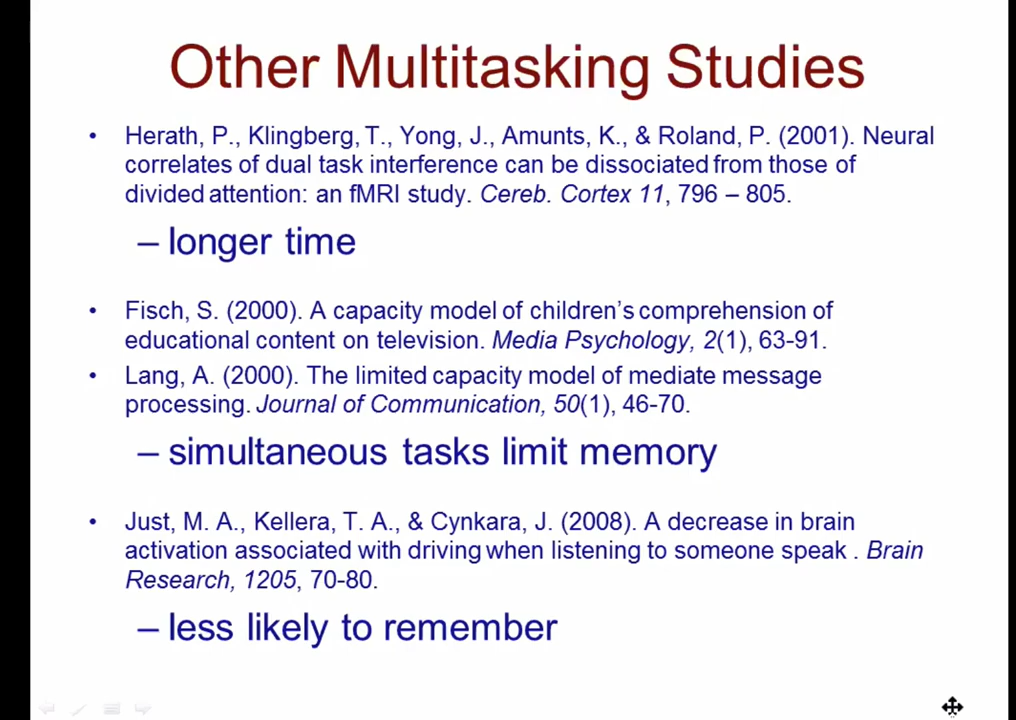 Other Multitasking Studies
• Herath, P., Klingberg, T., Yong, J., Amunts, K., & Roland, P. (2001). Neural
correlates of dual task interference can be dissociated from those of
divided attention: an fMRI study. Cereb. Cortex 11, 796 – 805.
– longer time
• Fisch, S. (2000). A capacity model of children’s comprehension of
educational content on television. Media Psychology, 2(1), 63-91.
• Lang, A. (2000). The limited capacity model of mediate message
processing. Journal of Communication, 50(1), 46-70.
– simultaneous tasks limit memory
• Just, M. A., Kellera, T. A., & Cynkara, J. (2008). A decrease in brain
activation associated with driving when listening to someone speak . Brain
Research, 1205, 70-80.
– less likely to remember